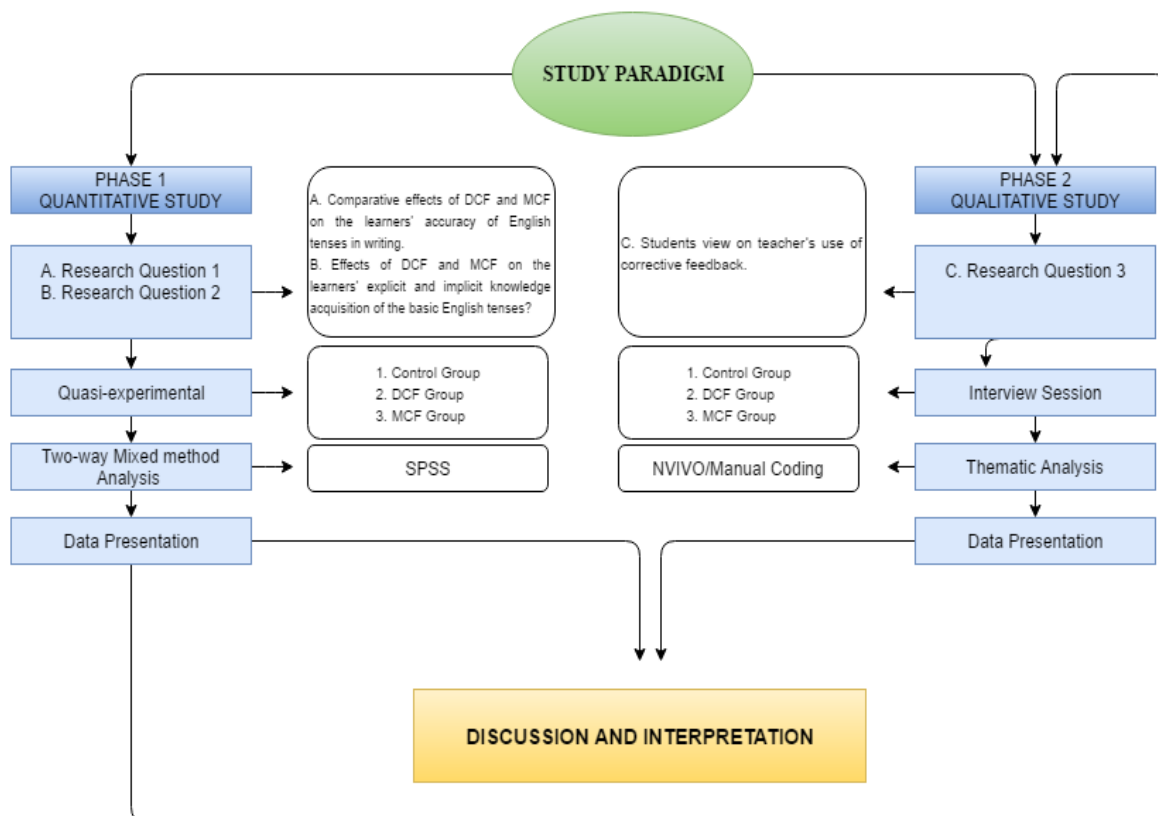 STUDY PARADIGM
PHASE 1
QUANTITATIVE STUDY
A. Research Question 1
B. Research Question 2
A. Comparative effects of DCF and MCF
on the learners' accuracy of English
tenses in writing.
B. Effects of DCF and MCF on the
learners' explicit and implicit knowledge
acquisition of the basic English tenses?
Quasi-experimental
1. Control Group
2. DCF Group
3. MCF Group
Two-way Mixed method
Analysis
SPSS
Data Presentation
PHASE 2
QUALITATIVE STUDY
C. Research Question 3
C. Students view on teacher's use of
corrective feedback.
Interview Session
1. Control Group
2. DCF Group
3. MCF Group
Thematic Analysis
NVIVO/Manual Coding
Data Presentation
DISCUSSION AND INTERPRETATION